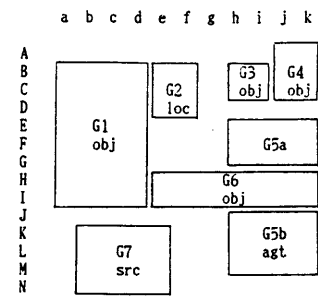 a b c d e f g h i j k
A
B
C
D
E
F
G
H
I
J
K
L
M
N
G1
obj
G2
loc
G3
obj
G4
obj
G5a
G6
obj
G5b
agt
G7
src